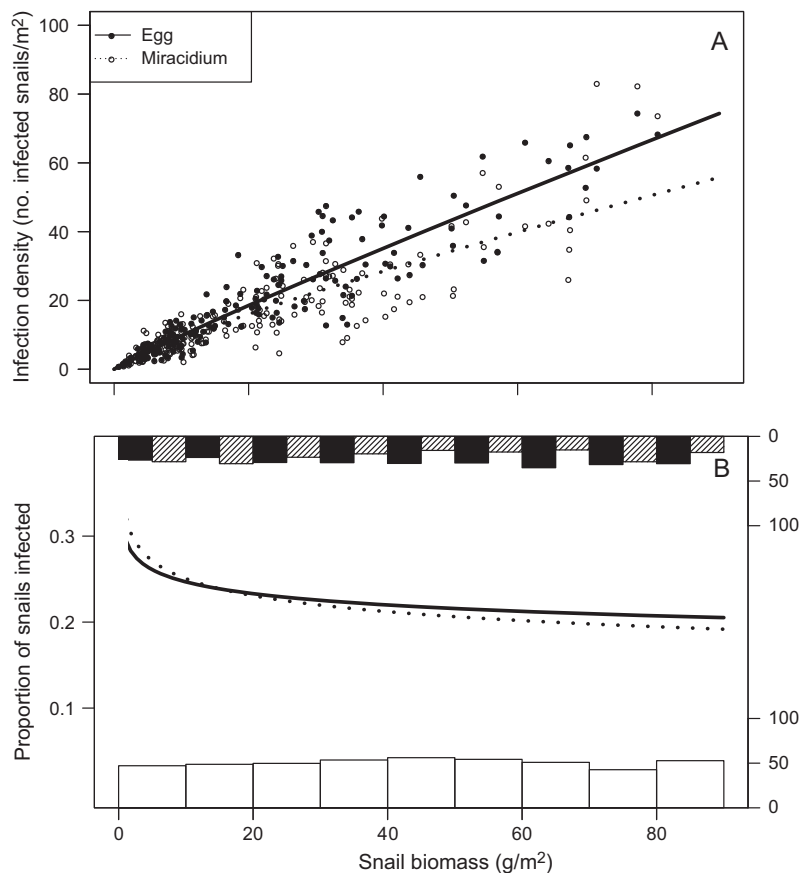 100
80
60
40
20
0
Infection density (no. infected snails/m²)
Egg
Miracidium
A
B
0.3
0.2
0.1
Proportion of snails infected
0
50
100
100
50
0
0 20 40 60 80
Snail biomass (g/m²)